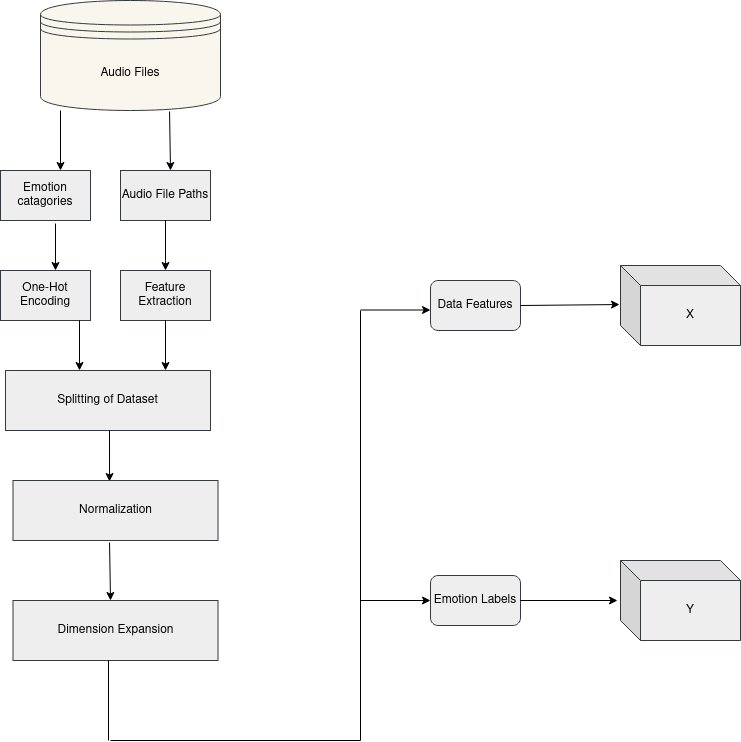 Audio Files
Emotion
catagories
Audio File Paths
One-Hot
Encoding
Feature
Extraction
Data Features
X
Splitting of Dataset
Normalization
Emotion Labels
Y
Dimension Expansion